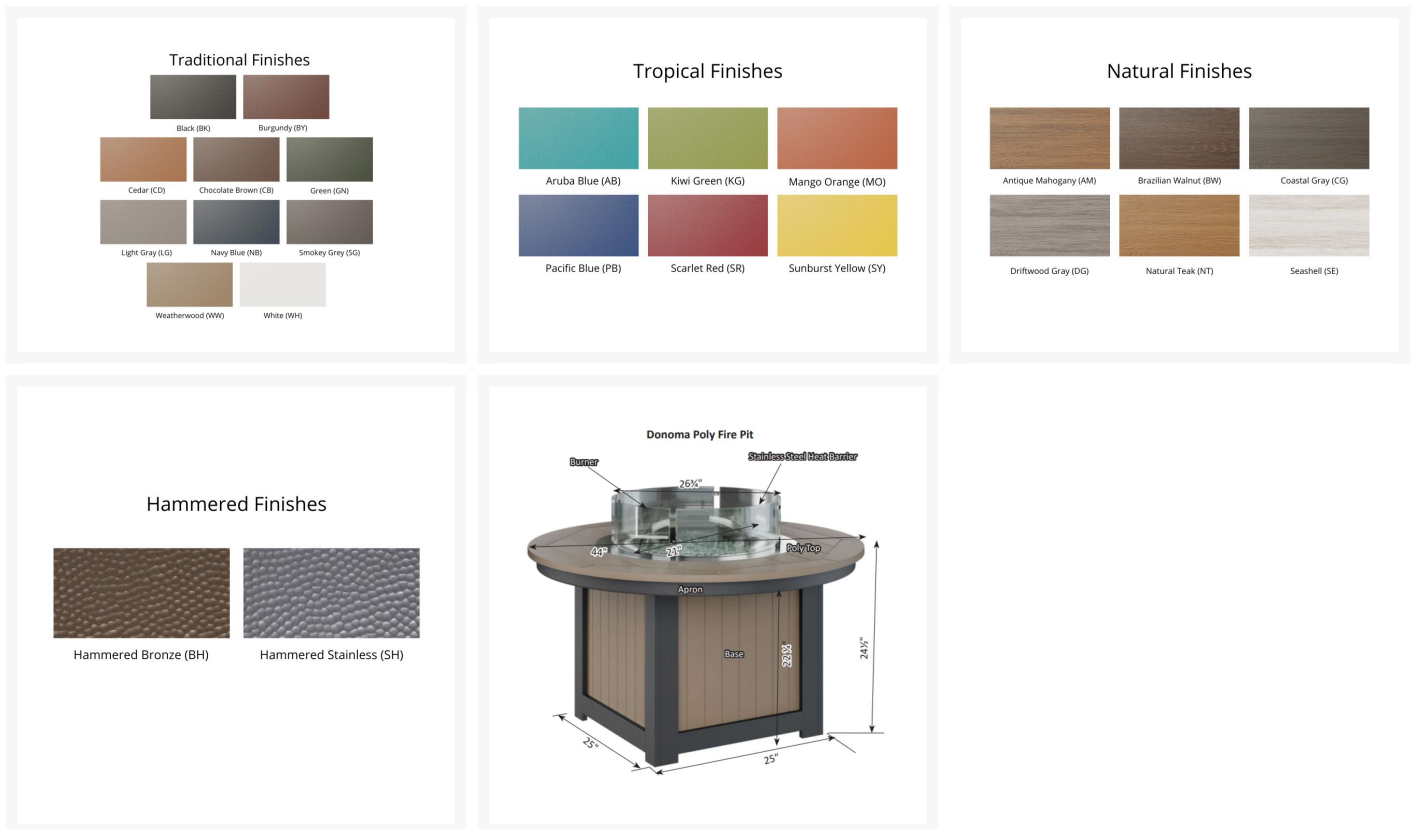 Traditional Finishes
Black (BK)
Burgundy (BY)
Cedar (CD)
Chocolate Brown (CB)
Green (GN)
Light Gray (LG)
Navy Blue (NB)
Smokey Grey (SG)
Weatherwood (WW)
White (WH)
Tropical Finishes
Aruba Blue (AB)
Kiwi Green (KG)
Mango Orange (MO)
Pacific Blue (PB)
Scarlet Red (SR)
Sunburst Yellow (SY)
Natural Finishes
Antique Mahogany (AM)
Brazilian Walnut (BW)
Coastal Gray (CG)
Driftwood Gray (DG)
Natural Teak (NT)
Seashell (SE)
Hammered Finishes
Hammered Bronze (BH)
Hammered Stainless (SH)
Donoma Poly Fire Pit
Burner
Stainless Steel Heat Barrier
26¾"
44"
21"
Poly Top
Apron
Base
22 ¾"
24½"
25"
25"